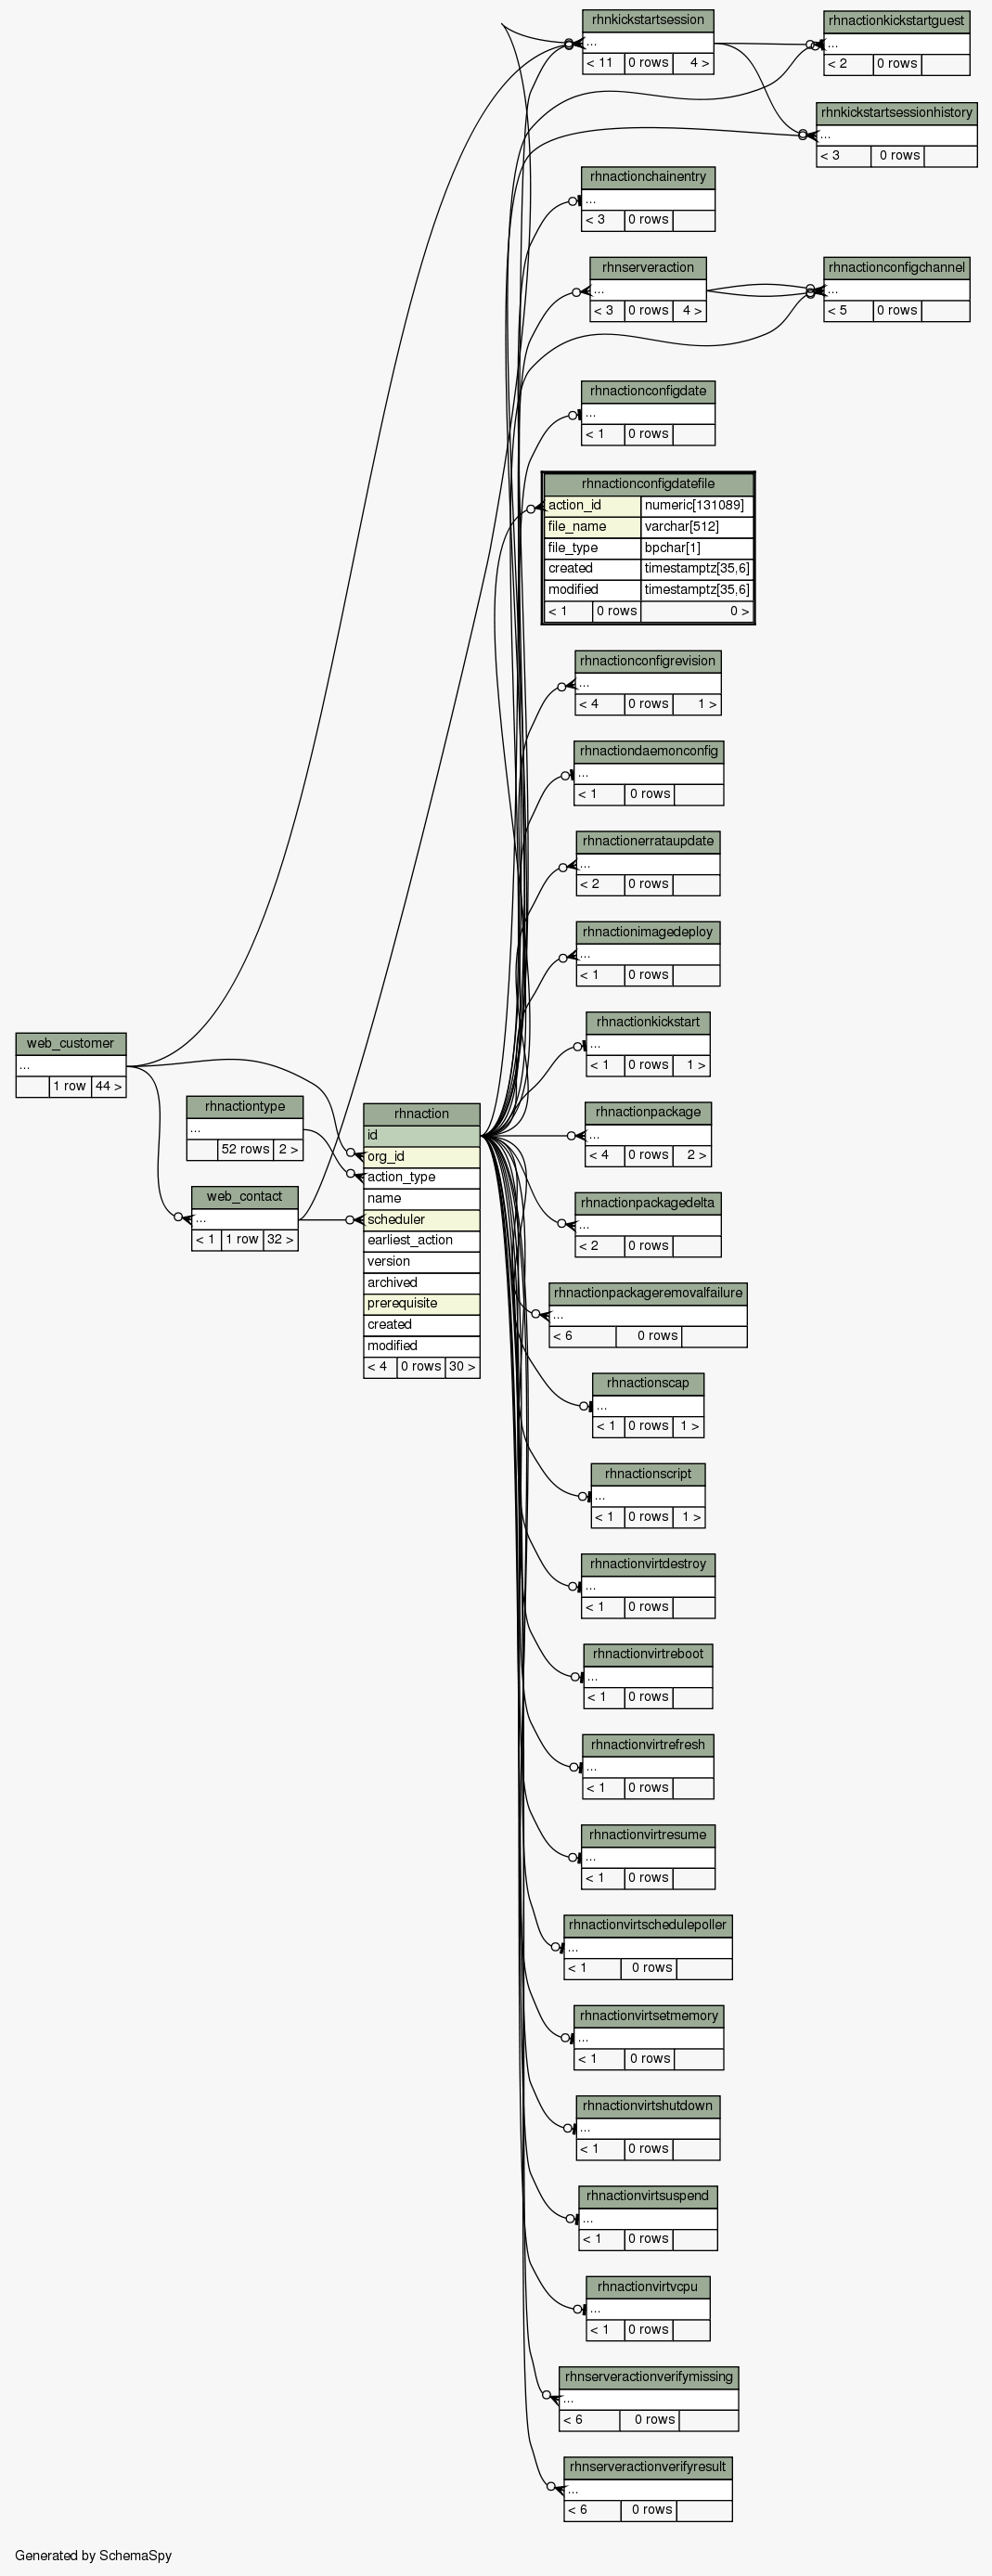 rhnkickstartsession
...
< 11 0 rows 4 >
rhnactionkickstartguest
...
< 2 0 rows
rhnkickstartsessionhistory
...
< 3 0 rows
rhnactionchainentry
...
< 3 0 rows
rhnserveraction
...
< 3 0 rows 4 >
rhnactionconfigchannel
...
< 5 0 rows
rhnactionconfigdate
...
< 1 0 rows
rhnactionconfigdatefile
action_id numeric[131089]
file_name varchar[512]
file_type bpchar[1]
created timestamptz[35,6]
modified timestamptz[35,6]
< 1 0 rows 0 >
rhnactionconfigrevision
...
< 4 0 rows 1 >
rhnactiondaemonconfig
...
< 1 0 rows
rhnactionerrataupdate
...
< 2 0 rows
rhnactionimagedeploy
...
< 1 0 rows
rhnactionkickstart
...
< 1 0 rows 1 >
web_customer
...
1 row 44 >
rhnactiontype
...
52 rows 2 >
web_contact
...
< 1 1 row 32 >
rhnaction
id
org_id
action_type
name
scheduler
earliest_action
version
archived
prerequisite
created
modified
< 4 0 rows 30 >
rhnactionpackage
...
< 4 0 rows 2 >
rhnactionpackagedelta
...
< 2 0 rows
rhnactionpackageremovalfailure
...
< 6 0 rows
rhnactionscap
...
< 1 0 rows 1 >
rhnactionscript
...
< 1 0 rows 1 >
rhnactionvirtdestroy
...
< 1 0 rows
rhnactionvirtreboot
...
< 1 0 rows
rhnactionvirtrefresh
...
< 1 0 rows
rhnactionvirtresume
...
< 1 0 rows
rhnactionvirtschedulepoller
...
< 1 0 rows
rhnactionvirtsetmemory
...
< 1 0 rows
rhnactionvirtshutdown
...
< 1 0 rows
rhnactionvirtsuspend
...
< 1 0 rows
rhnactionvirtvcpu
...
< 1 0 rows
rhnserveractionverifymissing
...
< 6 0 rows
rhnserveractionverifyresult
...
< 6 0 rows
Generated by SchemaSpy